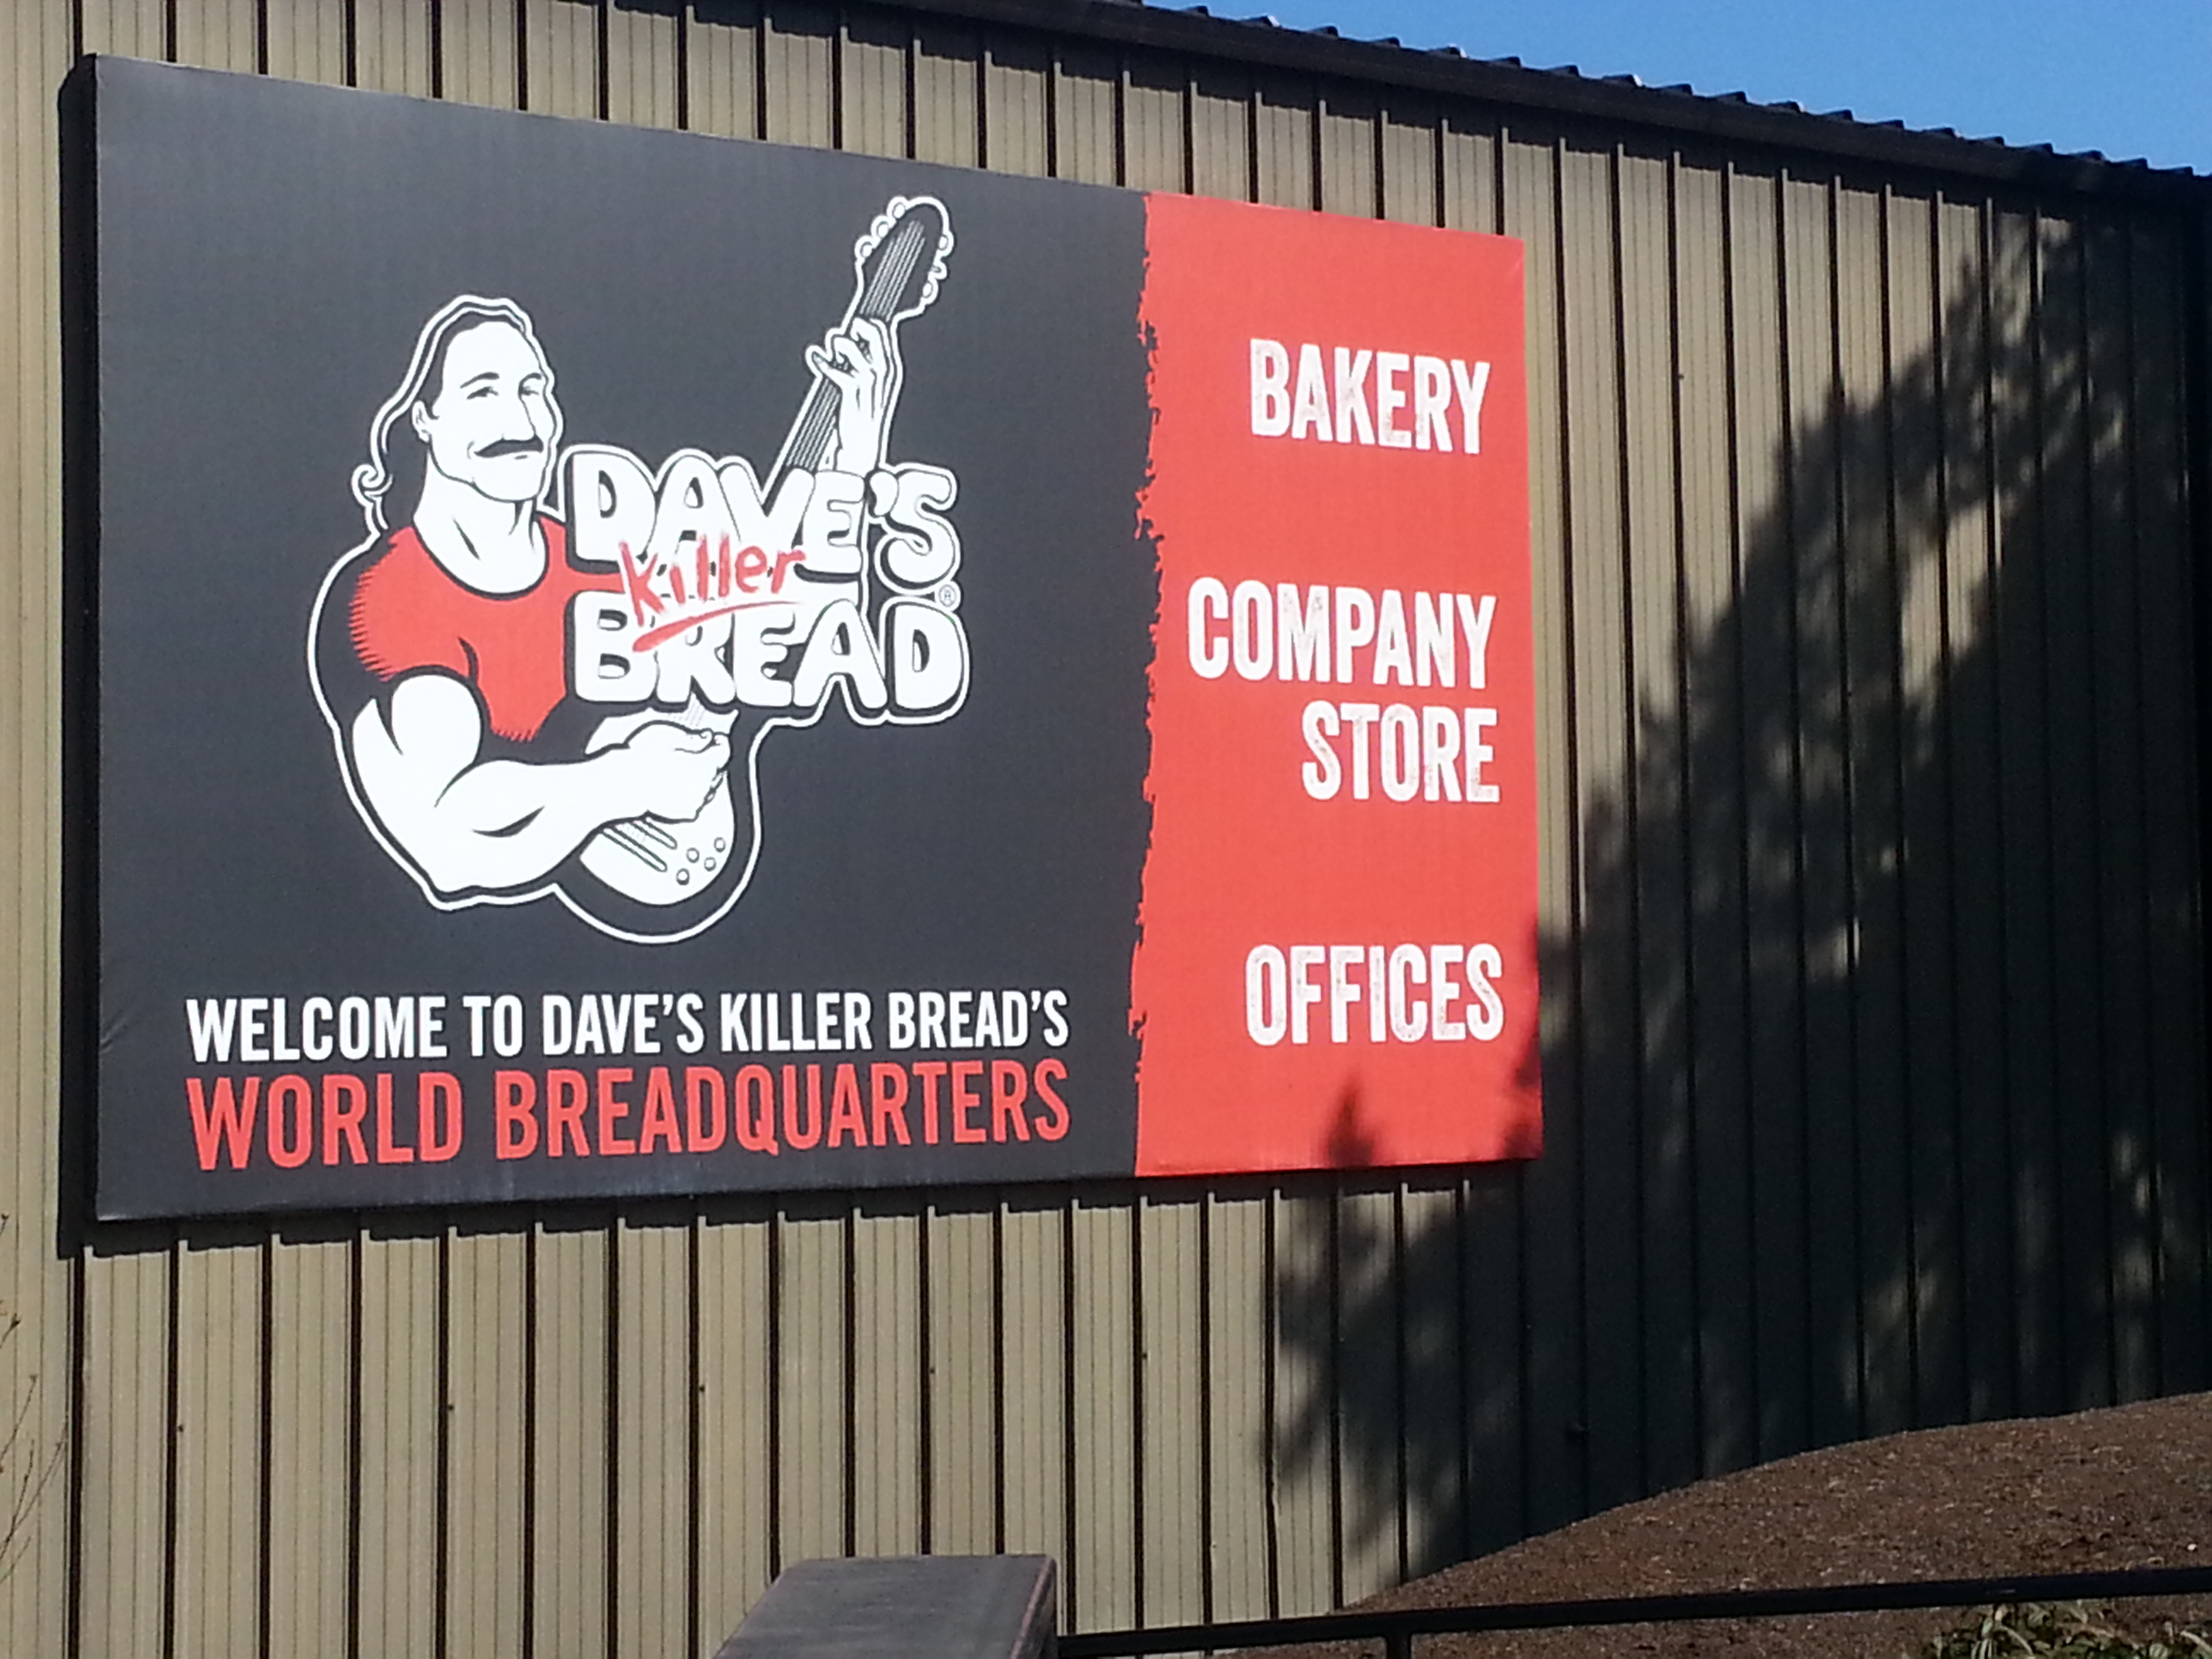 DAVE'S
killer
BREAD®
WELCOME TO DAVE'S KILLER BREAD'S
WORLD BREADQUARTERS
BAKERY
COMPANY
STORE
OFFICES